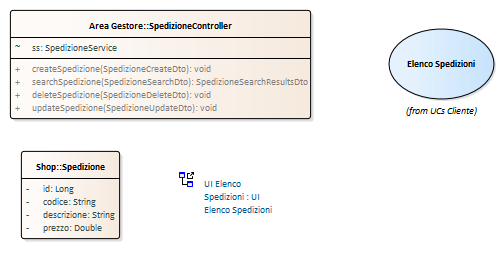 Area Gestore::SpedizioneController
~ ss: SpedizioneService
+ createSpedizione(SpedizioneCreateDto): void
+ searchSpedizione(SpedizioneSearchDto): SpedizioneSearchResultsDto
+ deleteSpedizione(SpedizioneDeleteDto): void
+ updateSpedizione(SpedizioneUpdateDto): void
Elenco Spedizioni
(from UCs Cliente)
Shop::Spedizione
- id: Long
- codice: String
- descrizione: String
- prezzo: Double
UI Elenco
Spedizioni : UI
Elenco Spedizioni